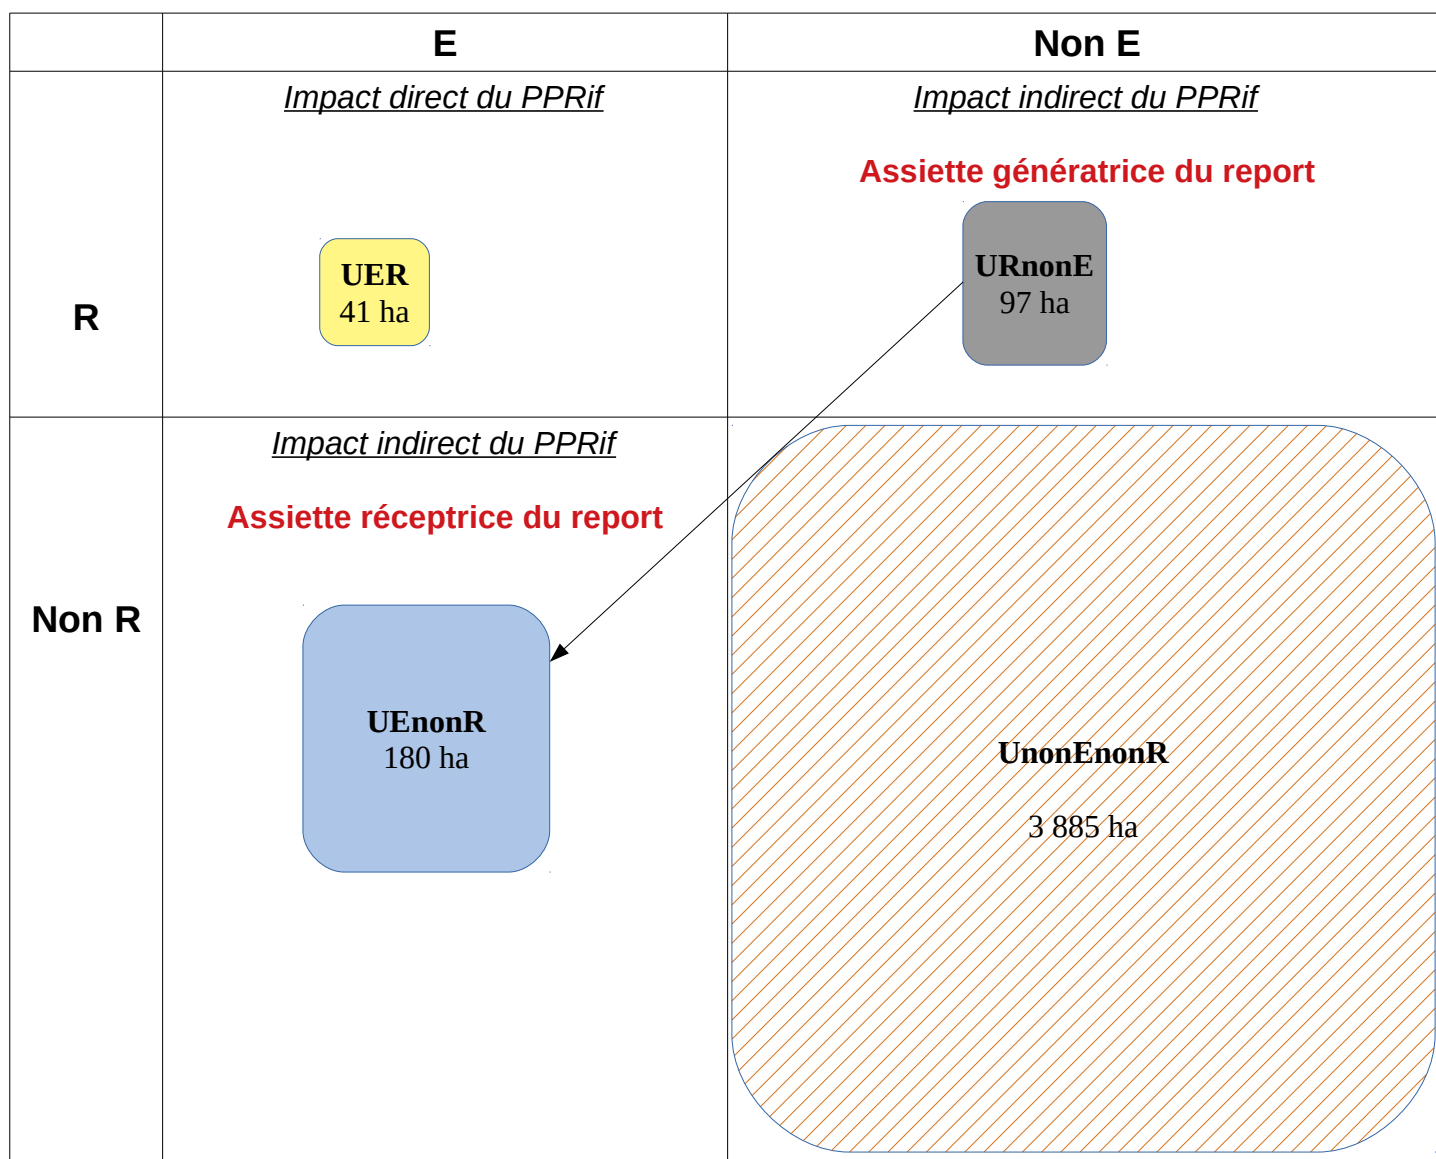 E
Non E
Impact direct du PPRif
Impact indirect du PPRif
Assiette génératrice du report
R
UER
41 ha
URnonE
97 ha
Impact indirect du PPRif
Assiette réceptrice du report
Non R
UEnonR
180 ha
UnonEnonR
3 885 ha